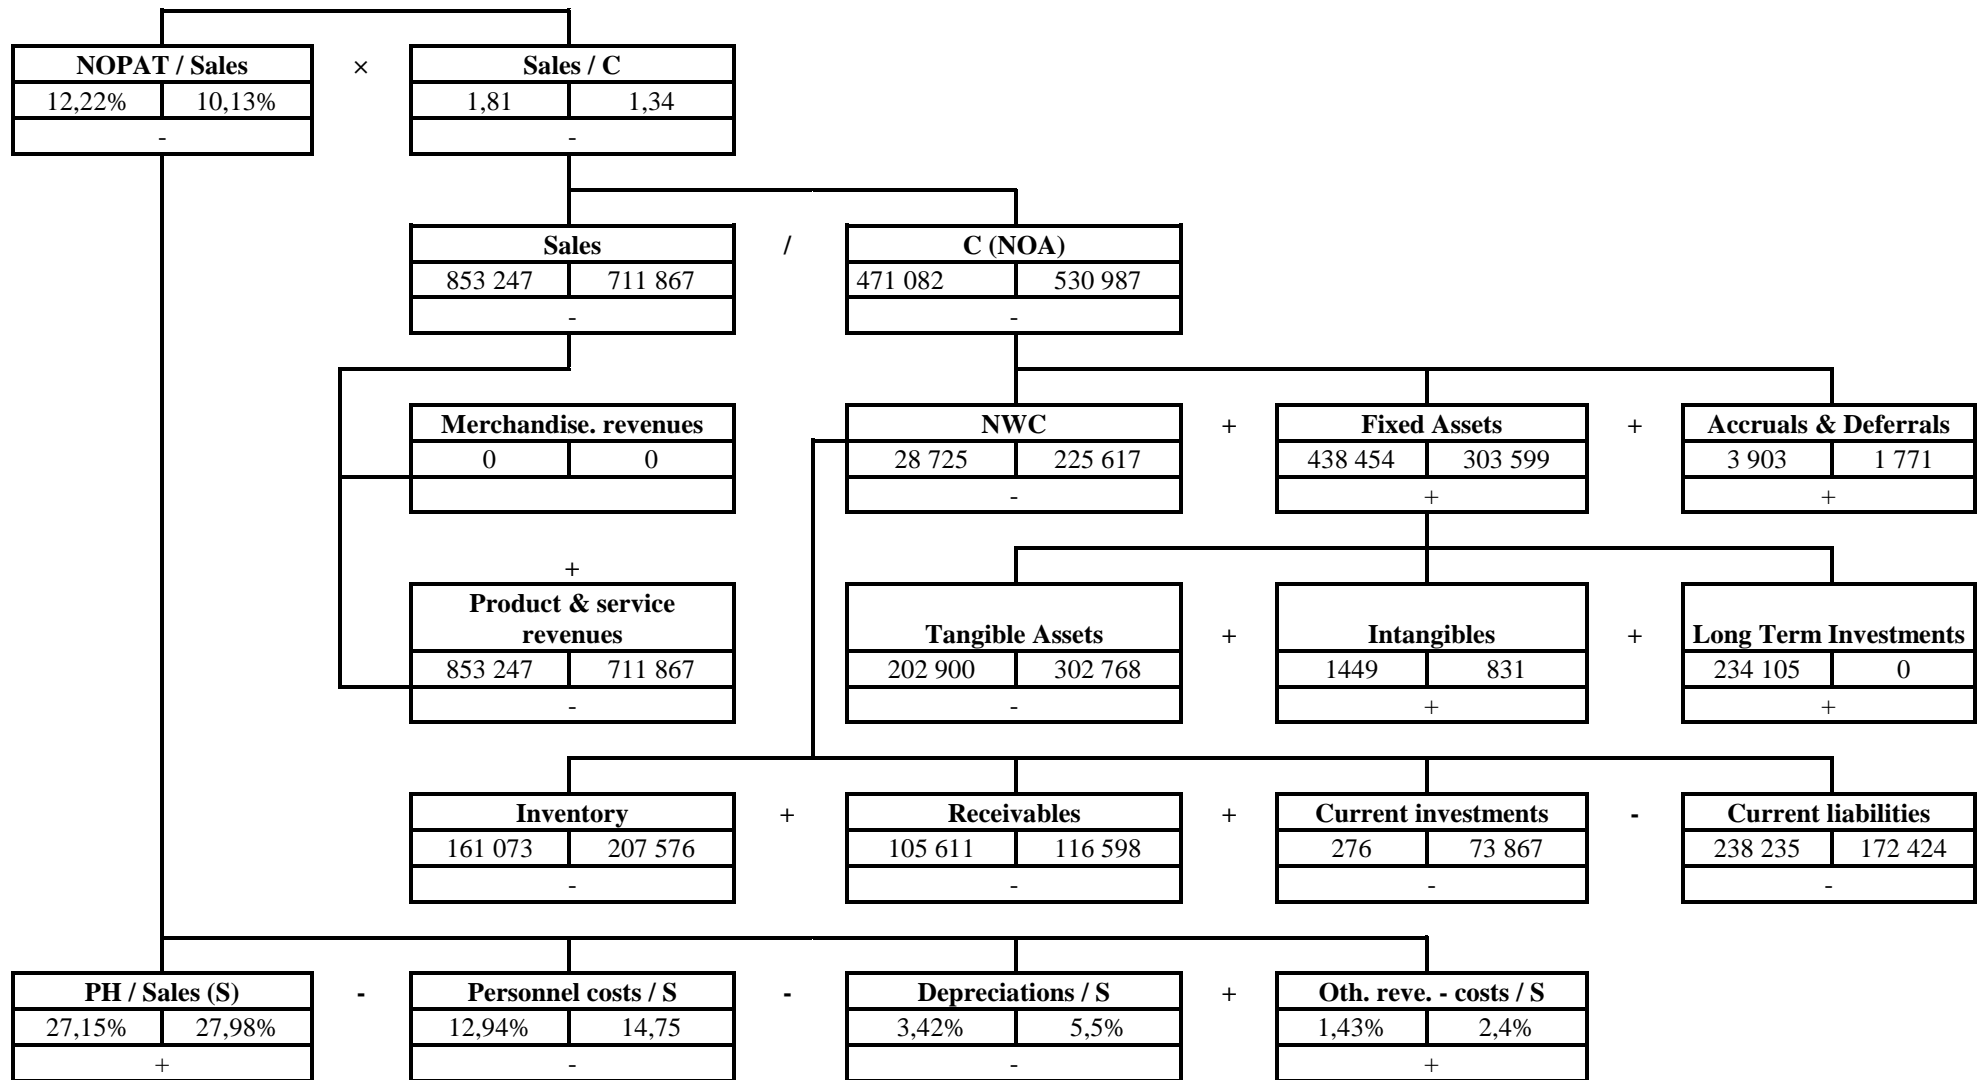 NOPAT / Sales × Sales / C
12,22% 10,13% 1,81 1,34
- -
Sales / C (NOA)
853 247 711 867 471 082 530 987
- -
Merchandise. revenues NWC + Fixed Assets + Accruals & Deferrals
0 0 28 725 225 617 438 454 303 599 3 903 1 771
- + +
+
Product & service
revenues Tangible Assets + Intangibles + Long Term Investments
853 247 711 867 202 900 302 768 1449 831 234 105 0
- - + +
Inventory + Receivables + Current investments - Current liabilities
161 073 207 576 105 611 116 598 276 73 867 238 235 172 424
- - - -
PH / Sales (S) - Personnel costs / S - Depreciations / S + Oth. reve. - costs / S
27,15% 27,98% 12,94% 14,75 3,42% 5,5% 1,43% 2,4%
+ - - +